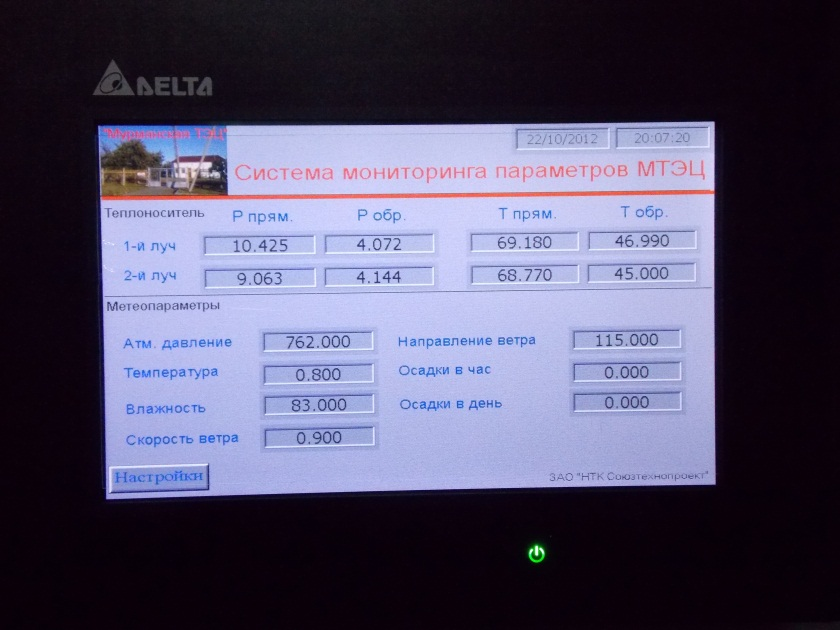 DELTA
"Мурманская ТЭЦ"
22/10/2012 20:07:20
Система мониторинга параметров МТЭЦ
Теплоноситель P прям. P обр. T прям. T обр.
1-й луч 10.425 4.072 69.180 46.990
2-й луч 9.063 4.144 68.770 45.000
Метеопараметры
Атм. давление 762.000 Направление ветра 115.000
Температура 0.800 Осадки в час 0.000
Влажность 83.000 Осадки в день 0.000
Скорость ветра 0.900
Настройки
ЗАО "НТК Союзтехнопроект"